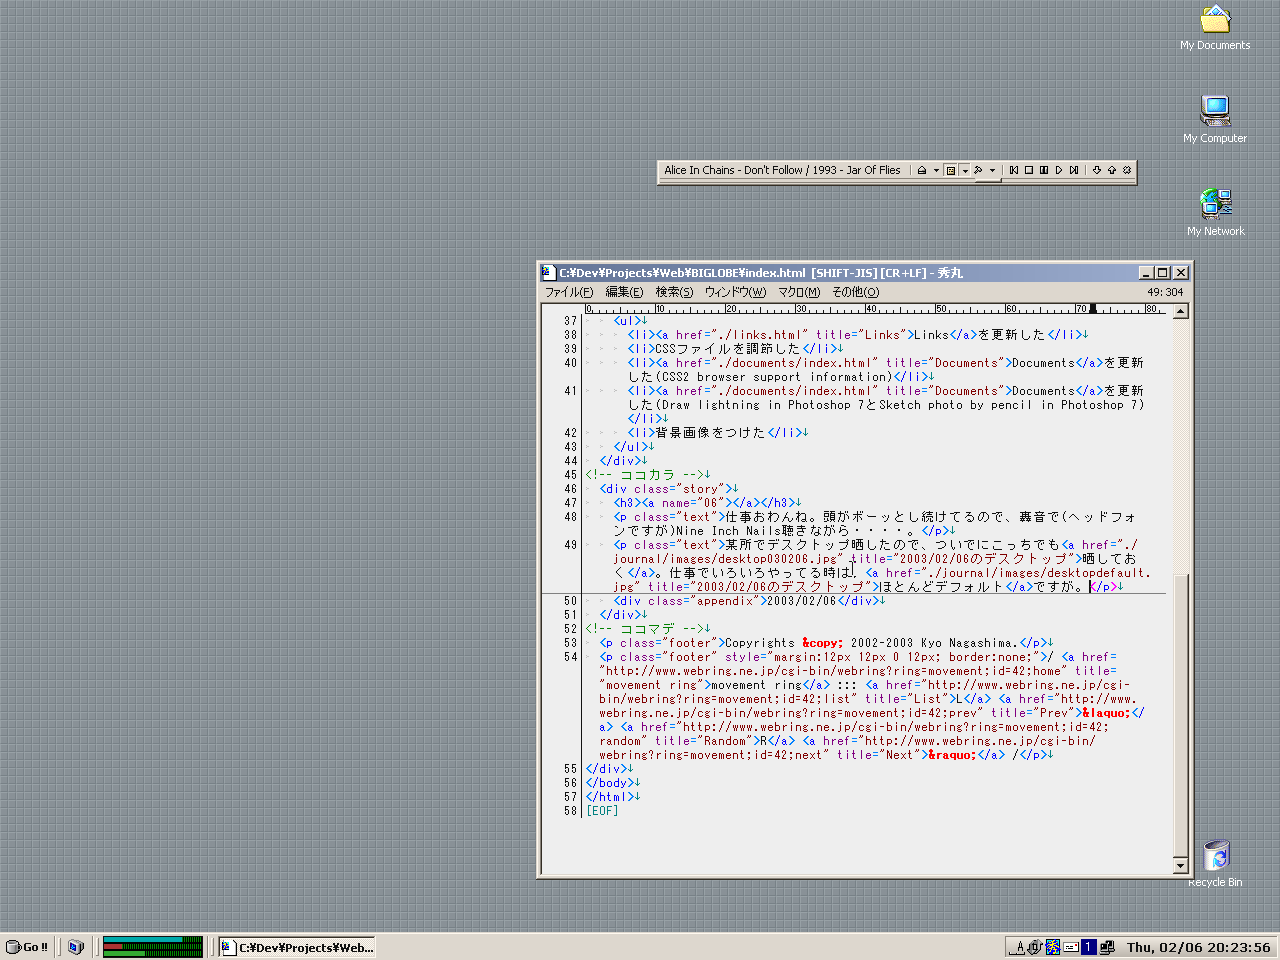 My Documents
My Computer
Alice In Chains - Don't Follow / 1993 - Jar Of Flies
My Network
C:¥Dev¥Projects¥Web¥BIGLOBE¥index.html [SHIFT-JIS][CR+LF] - 秀丸
ファイル(F) 編集(E) 検索(S) ウィンドウ(W) マクロ(M) その他(O) 49:304
0 10 20 30 40 50 60 70 80
37 <ul>↓
38 <li><a href="./links.html" title="Links">Links</a>を更新した</li>↓
39 <li>CSSファイルを調節した</li>↓
40 <li><a href="./documents/index.html" title="Documents">Documents</a>を更新
した(CSS2 browser support information)</li>↓
41 <li><a href="./documents/index.html" title="Documents">Documents</a>を更新
した(Draw lightning in Photoshop 7とSketch photo by pencil in Photoshop 7)
</li>↓
42 <li>背景画像をつけた</li>↓
43 </ul>↓
44 </div>↓
45 <!-- ココカラ -->↓
46 <div class="story">↓
47 <h3><a name="06"></a></h3>↓
48 <p class="text">仕事おわんね。頭がボーッとし続けてるので、轟音で(ヘッドフォ
ンですが)Nine Inch Nails聴きながら・・・・。</p>↓
49 <p class="text">某所でデスクトップ晒したので、ついでにこっちでも<a href="./
journal/images/desktop030206.jpg" title="2003/02/06のデスクトップ">晒してお
く</a>。仕事でいろいろやってる時は、<a href="./journal/images/desktopdefault.
jpg" title="2003/02/06のデスクトップ">ほとんどデフォルト</a>ですが。</p>↓
50 <div class="appendix">2003/02/06</div>↓
51 </div>↓
52 <!-- ココマデ -->↓
53 <p class="footer">Copyrights &copy; 2002-2003 Kyo Nagashima.</p>↓
54 <p class="footer" style="margin:12px 12px 0 12px; border:none;">/ <a href=
"http://www.webring.ne.jp/cgi-bin/webring?ring=movement;id=42;home" title=
"movement ring">movement ring</a> ::: <a href="http://www.webring.ne.jp/cgi-
bin/webring?ring=movement;id=42;list" title="List">L</a> <a href="http://www.
webring.ne.jp/cgi-bin/webring?ring=movement;id=42;prev" title="Prev">&laquo;</
a> <a href="http://www.webring.ne.jp/cgi-bin/webring?ring=movement;id=42;
random" title="Random">R</a> <a href="http://www.webring.ne.jp/cgi-bin/
webring?ring=movement;id=42;next" title="Next">&raquo;</a> /</p>↓
55 </div>↓
56 </body>↓
57 </html>↓
58 [EOF]
Recycle Bin
Go !!
C:¥Dev¥Projects¥Web...
A
1
Thu, 02/06 20:23:56